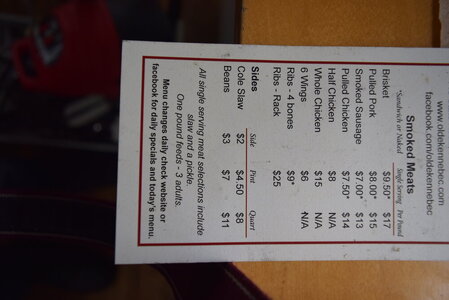 www.oldekennebec.com
facebook.com/oldekennebec
Smoked Meats
*Sandwich or Naked Single Serving Per Pound
Brisket $9.50* $17
Pulled Pork $8.00* $15
Smoked Sausage $7.00* $13
Pulled Chicken $7.50* $14
Half Chicken $8 N/A
Whole Chicken $15 N/A
6 Wings $6 N/A
Ribs - 4 bones $9*
Ribs - Rack $25
Sides Side Pint Quart
Cole Slaw $2 $4.50 $8
Beans $3 $7 $11
All single serving meat selections include
slaw and a pickle.
One pound feeds ~ 3 adults.
Menu changes daily check website or
facebook for daily specials and today's menu.